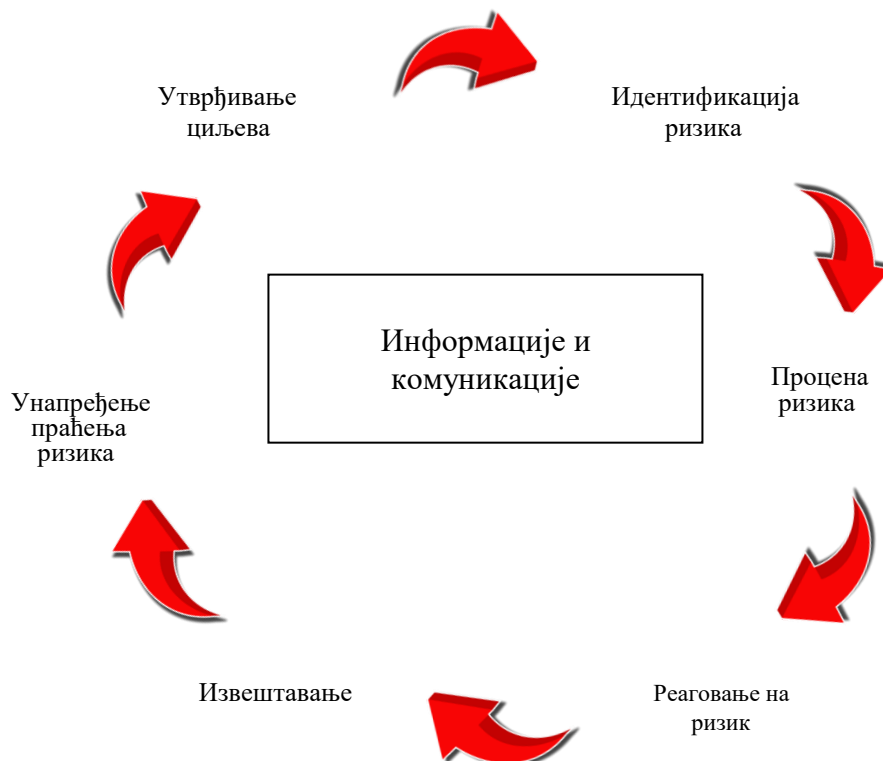 Утврђивање
циљева
Идентификација
ризика
Информације и
комуникације
Процена
ризика
Унапређење
праћења
ризика
Извештавање
Реаговање на
ризик